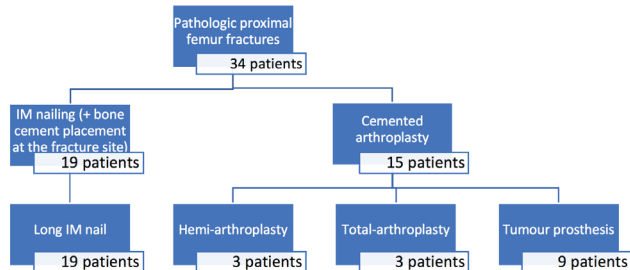 Pathologic proximal
femur fractures
34 patients
IM nailing (+ bone
cement placement
at the fracture site)
19 patients
Cemented
arthroplasty
15 patients
Long IM nail
19 patients
Hemi-arthroplasty
3 patients
Total-arthroplasty
3 patients
Tumour prosthesis
9 patients